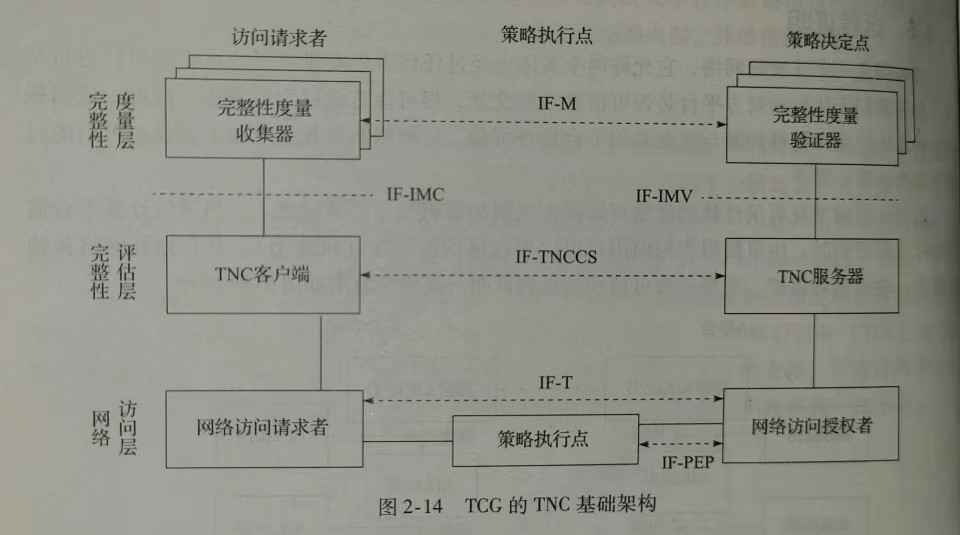 访问请求者
策略执行点
策略决定点
完整性
度量层
完整性度量
收集器
IF-M
完整性度量
验证器
IF-IMC
IF-IMV
完整性
评估层
TNC客户端
IF-TNCCS
TNC服务器
网络
访问层
网络访问请求者
IF-T
策略执行点
IF-PEP
网络访问授权者
图 2-14 TCG 的 TNC 基础架构